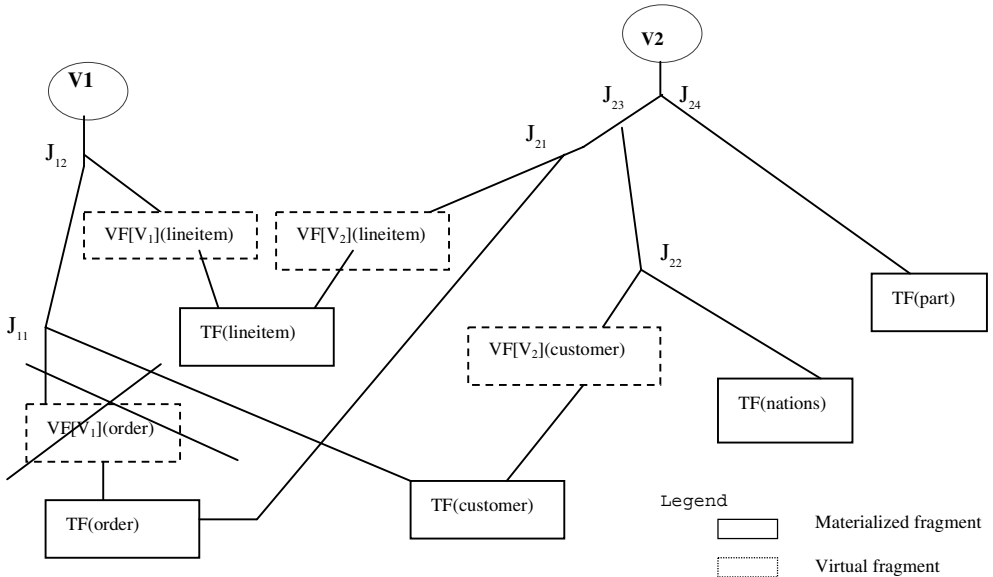 V2
V1
J₂₃ J₂₄
J₂₁
J₁₂
VF[V₁](lineitem) VF[V₂](lineitem)
J₂₂
TF(part)
J₁₁
TF(lineitem)
VF[V₂](customer)
TF(nations)
VF[V₁](order)
TF(order)
TF(customer)
Legend
Materialized fragment
Virtual fragment